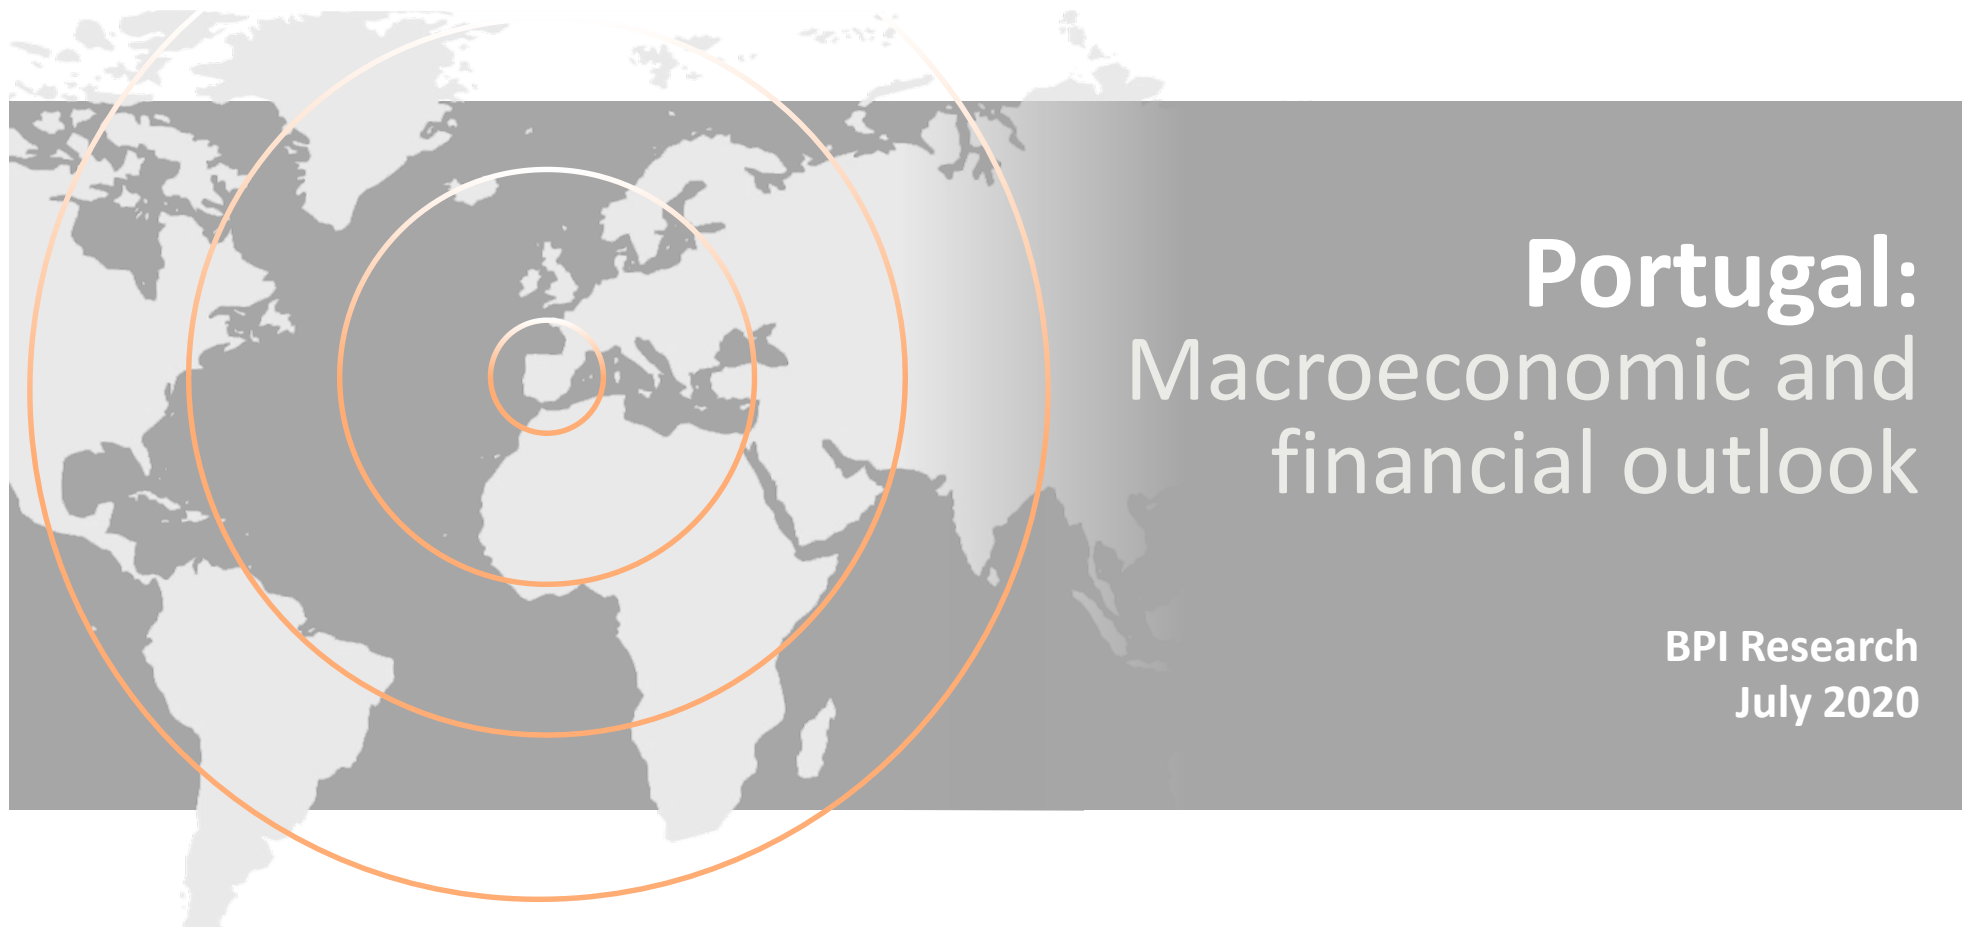 Portugal:
Macroeconomic and
financial outlook
BPI Research
July 2020